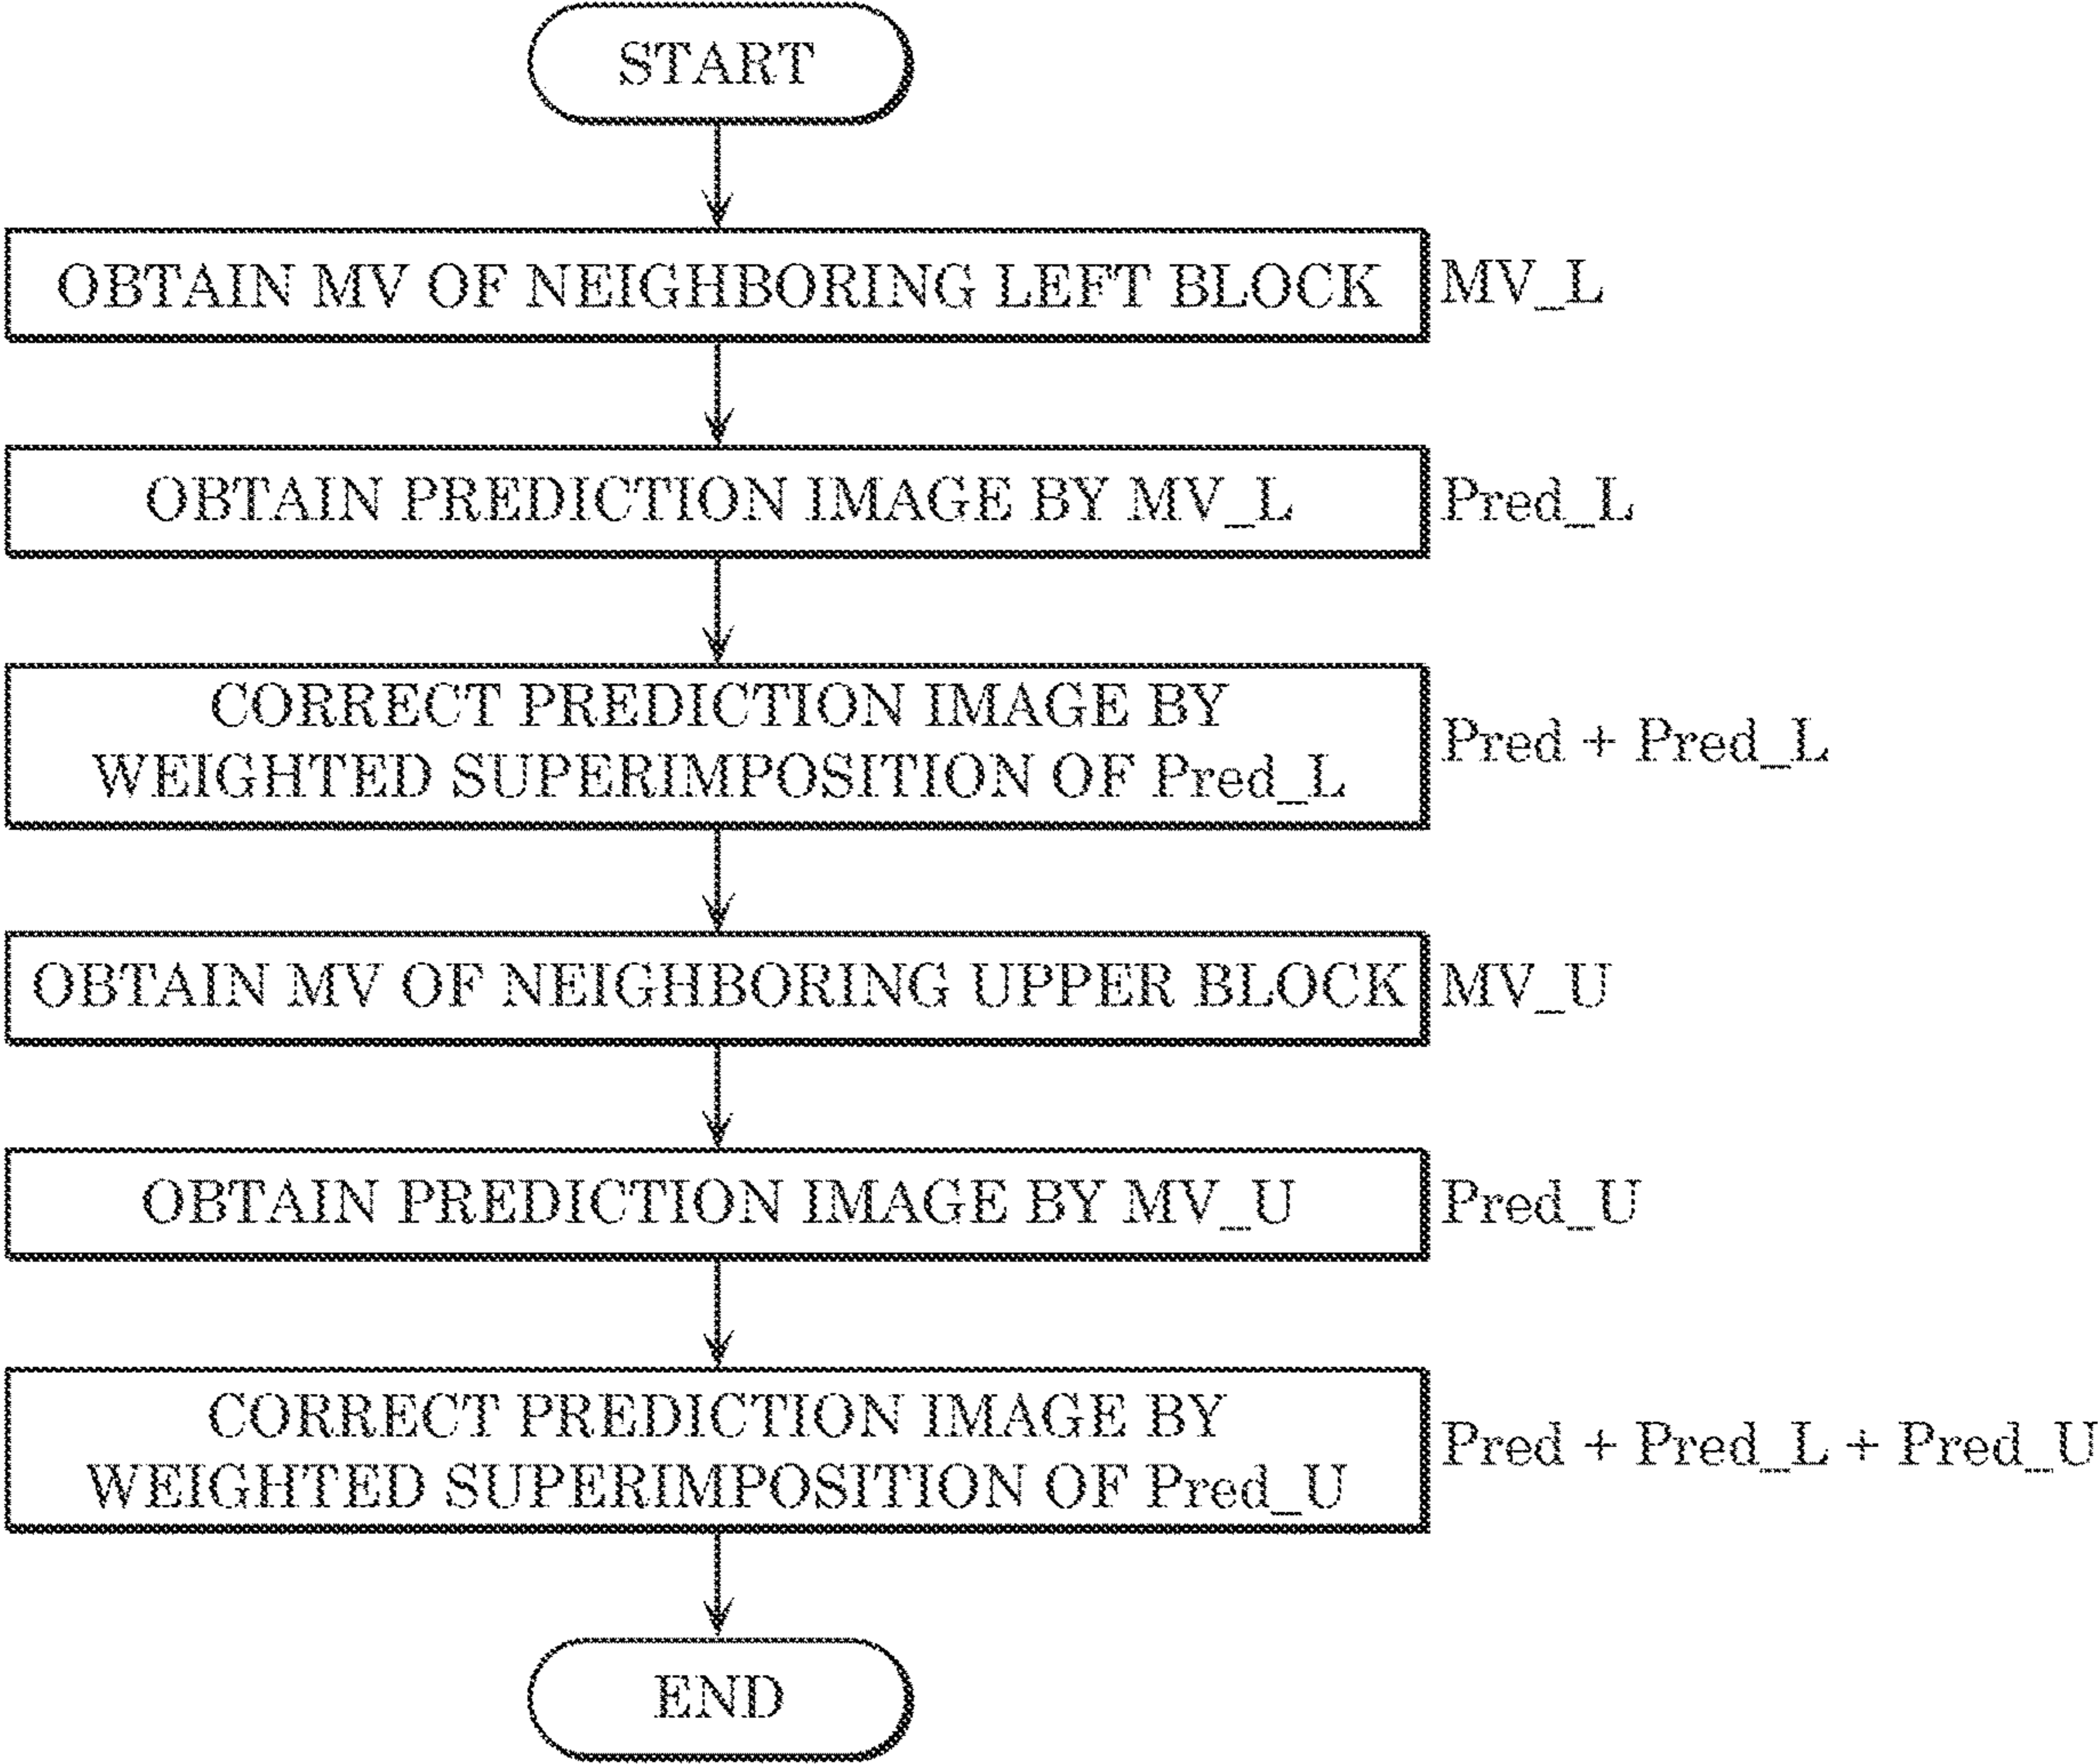 START
OBTAIN MV OF NEIGHBORING LEFT BLOCK MV_L
OBTAIN PREDICTION IMAGE BY MV_L Pred_L
CORRECT PREDICTION IMAGE BY
WEIGHTED SUPERIMPOSITION OF Pred_L
Pred + Pred_L
OBTAIN MV OF NEIGHBORING UPPER BLOCK MV_U
OBTAIN PREDICTION IMAGE BY MV_U Pred_U
CORRECT PREDICTION IMAGE BY
WEIGHTED SUPERIMPOSITION OF Pred_U
Pred + Pred_L + Pred_U
END